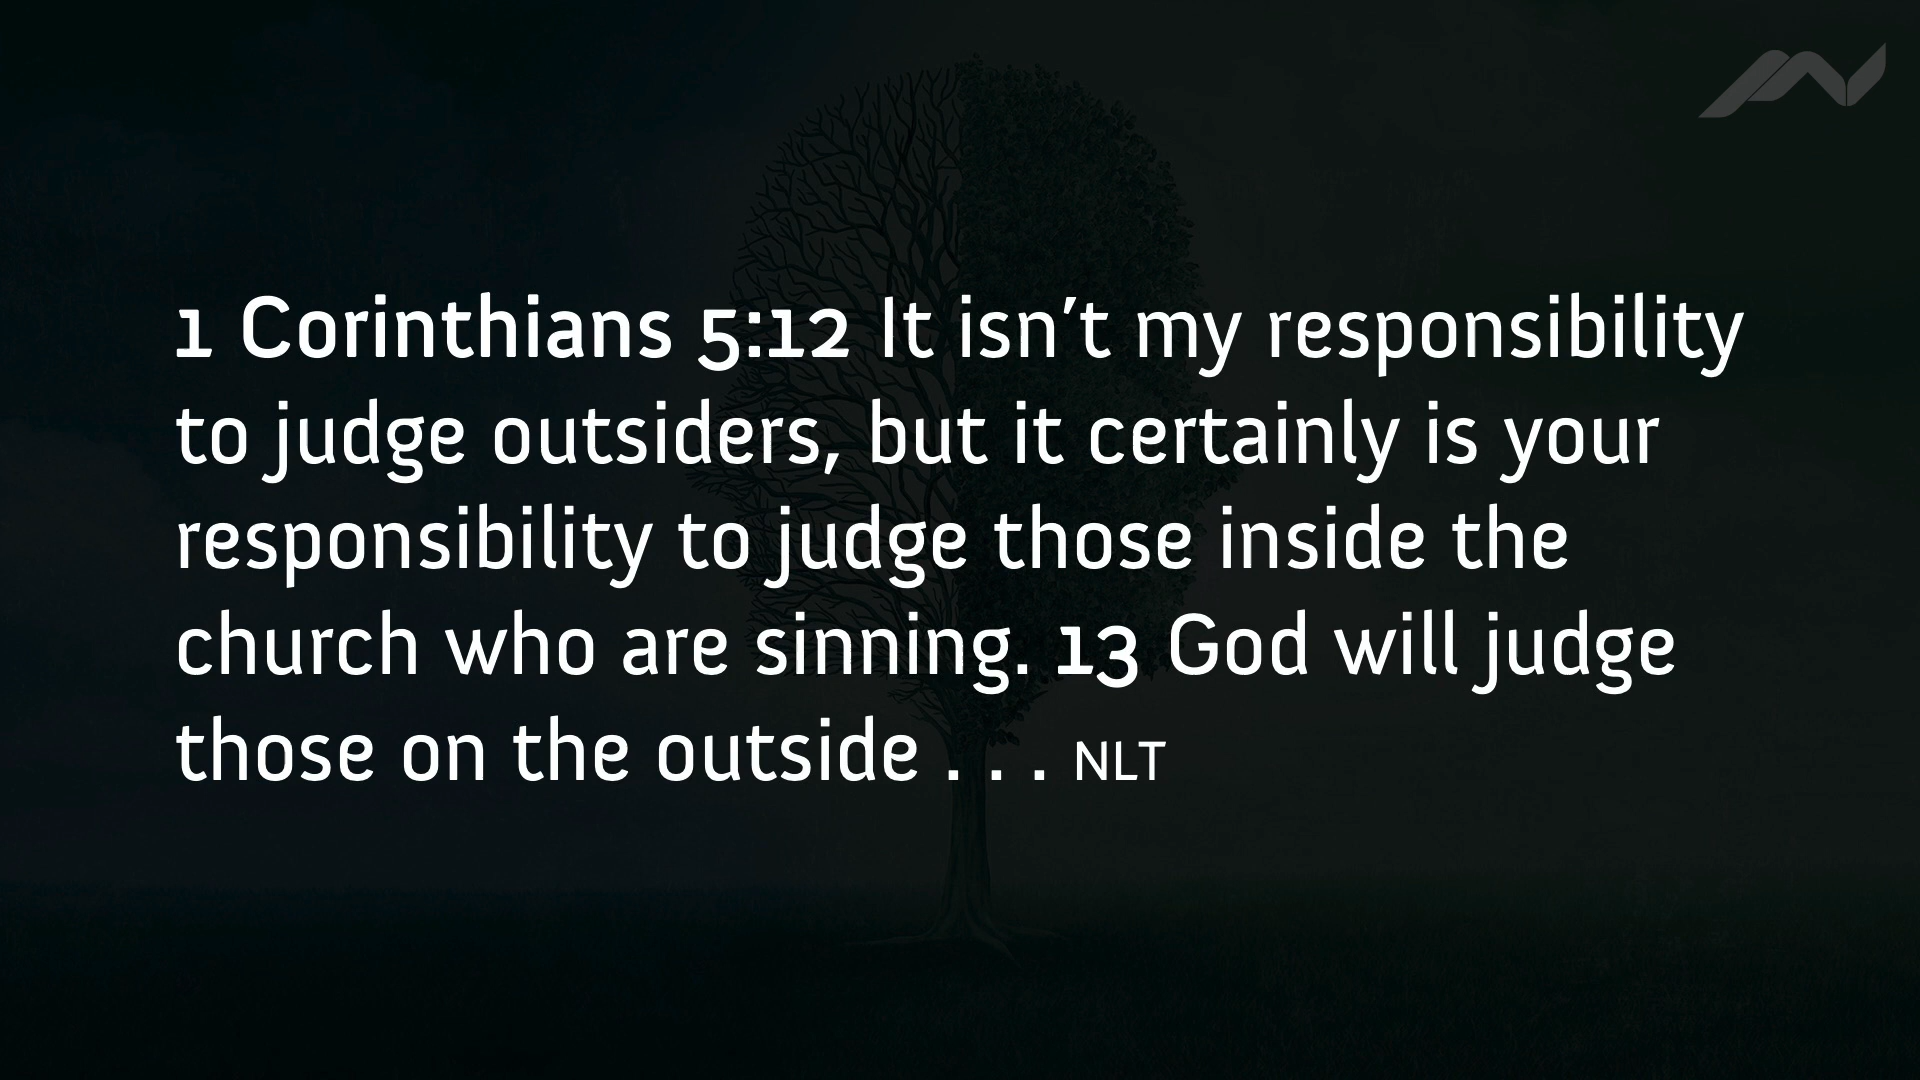 1 Corinthians 5:12 It isn’t my responsibility
to judge outsiders, but it certainly is your
responsibility to judge those inside the
church who are sinning. 13 God will judge
those on the outside . . . NLT